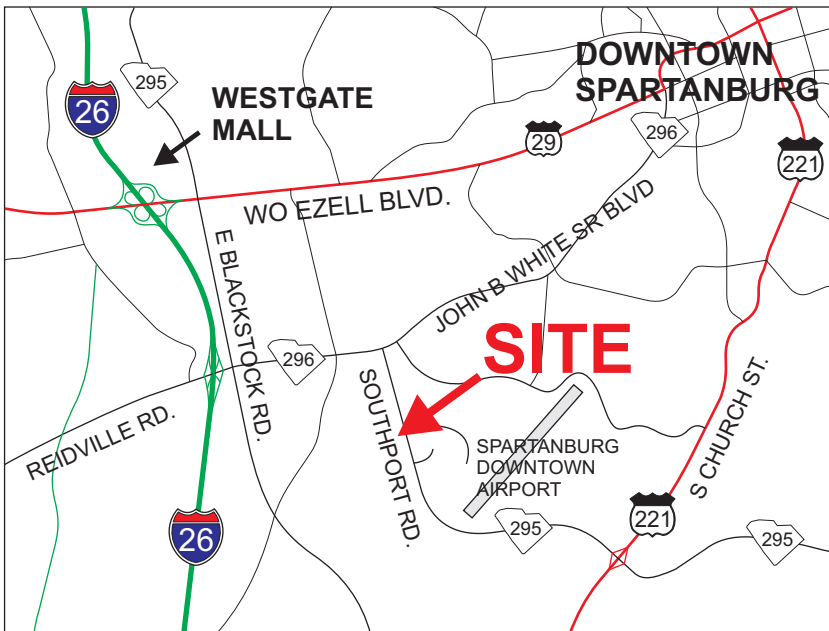 DOWNTOWN
SPARTANBURG
295
26
WESTGATE
MALL
29
296
221
WO EZELL BLVD.
JOHN B WHITE SR BLVD
E BLACKSTOCK RD.
SITE
296
SOUTHPORT RD.
REIDVILLE RD.
S CHURCH ST.
SPARTANBURG
DOWNTOWN
AIRPORT
26
295
221
295